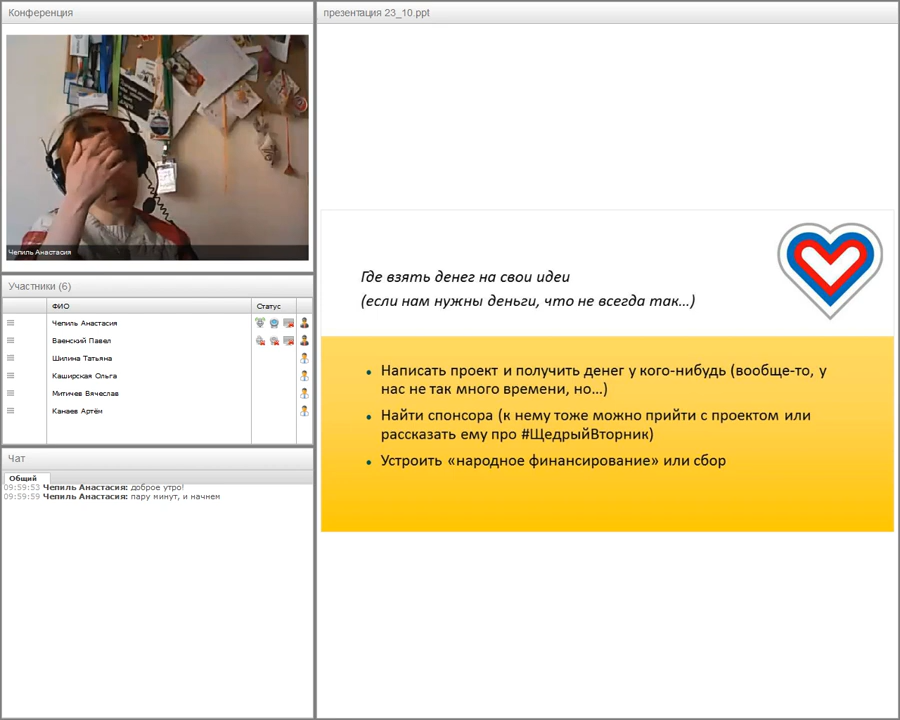 Конференция
Чепиль Анастасия
Участники (6)
ФИО
Статус
Чепиль Анастасия
Ваенский Павел
Шилина Татьяна
Каширская Ольга
Митичев Вячеслав
Канаев Артём
Чат
Общий
09:59:53 Чепиль Анастасия: доброе утро!
09:59:59 Чепиль Анастасия: пару минут, и начнем
презентация 23_10.ppt
Где взять денег на свои идеи
(если нам нужны деньги, что не всегда так...)
• Написать проект и получить денег у кого-нибудь (вообще-то, у
нас не так много времени, но...)
• Найти спонсора (к нему тоже можно прийти с проектом или
рассказать ему про #ЩедрыйВторник)
• Устроить «народное финансирование» или сбор